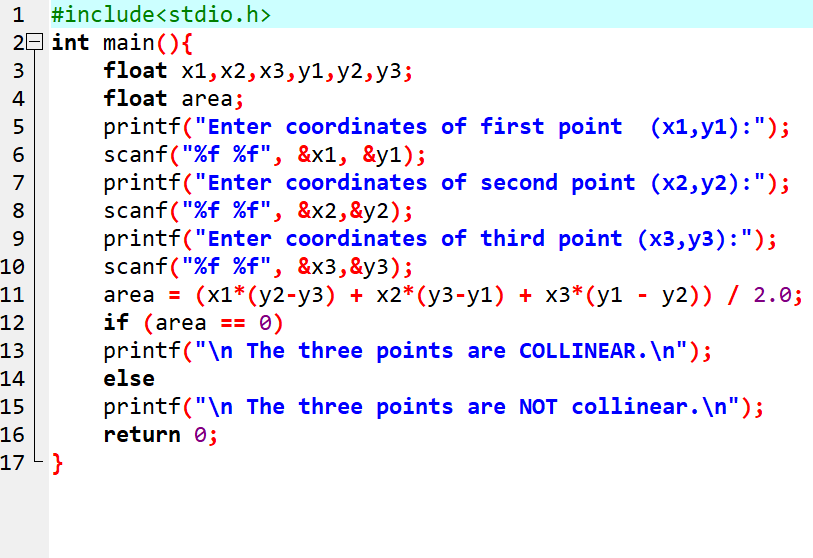 1 #include<stdio.h>
2 int main(){
3     float x1,x2,x3,y1,y2,y3;
4     float area;
5     printf("Enter coordinates of first point  (x1,y1):");
6     scanf("%f %f", &x1, &y1);
7     printf("Enter coordinates of second point (x2,y2):");
8     scanf("%f %f", &x2,&y2);
9     printf("Enter coordinates of third point (x3,y3):");
10     scanf("%f %f", &x3,&y3);
11     area = (x1*(y2-y3) + x2*(y3-y1) + x3*(y1 - y2)) / 2.0;
12     if (area == 0)
13     printf("\n The three points are COLLINEAR.\n");
14     else
15     printf("\n The three points are NOT collinear.\n");
16     return 0;
17 }